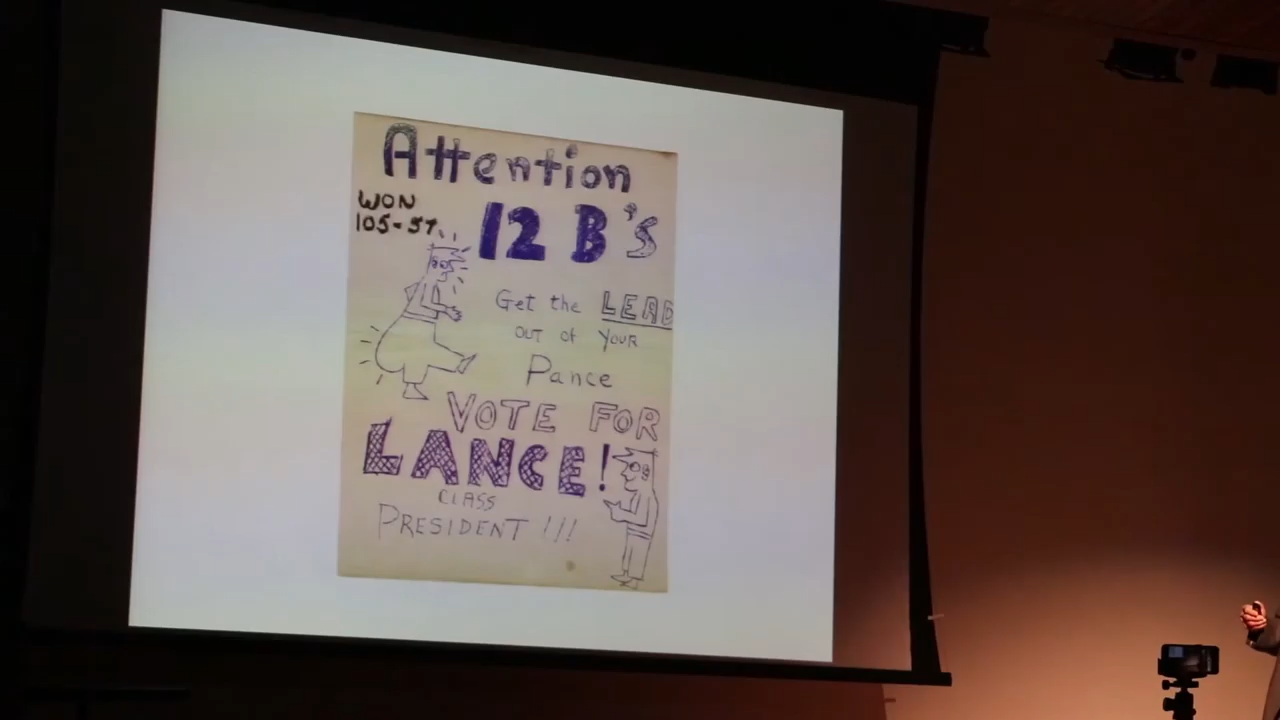 Attention
WON
105-57
12 B's
Get the LEAD
OUT of YOUR
Pance
VOTE FOR
LANCE!
CLASS
PRESIDENT !!!